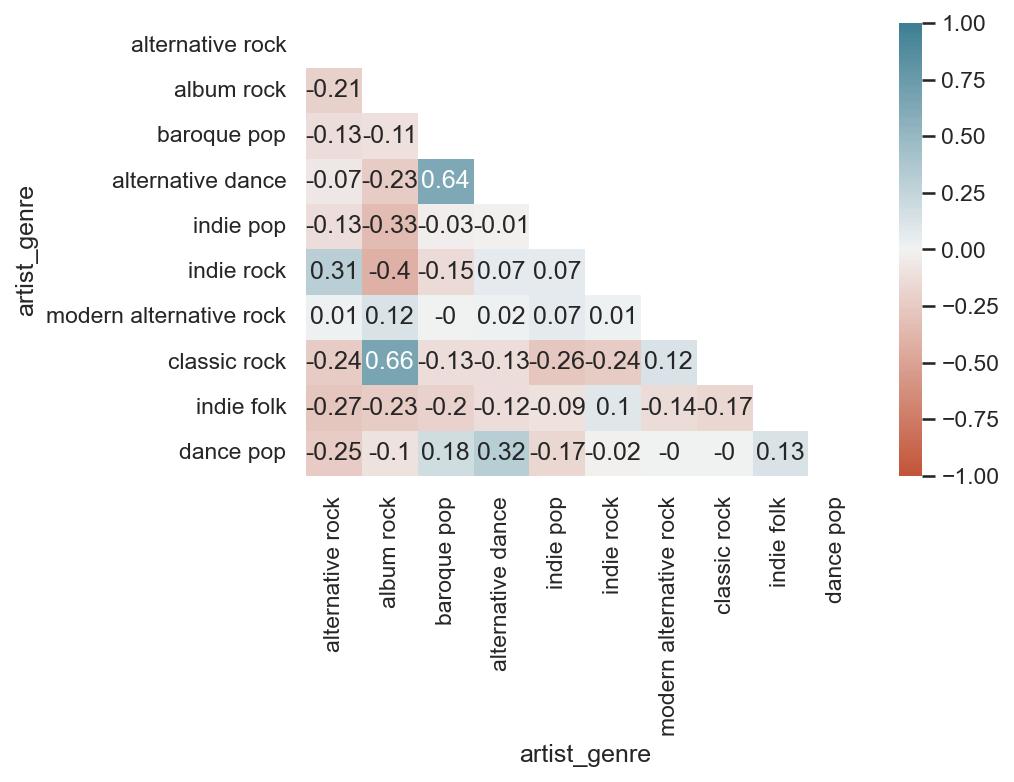 alternative rock
album rock -0.21
baroque pop -0.13 -0.11
alternative dance -0.07 -0.23 0.64
indie pop -0.13 -0.33 -0.03 -0.01
indie rock 0.31 -0.4 -0.15 0.07 0.07
modern alternative rock 0.01 0.12 -0 0.02 0.07 0.01
classic rock -0.24 0.66 -0.13 -0.13 -0.26 -0.24 0.12
indie folk -0.27 -0.23 -0.2 -0.12 -0.09 0.1 -0.14 -0.17
dance pop -0.25 -0.1 0.18 0.32 -0.17 -0.02 -0 -0 0.13
artist_genre
alternative rock
album rock
baroque pop
alternative dance
indie pop
indie rock
modern alternative rock
classic rock
indie folk
dance pop
artist_genre
1.00
0.75
0.50
0.25
0.00
−0.25
−0.50
−0.75
−1.00